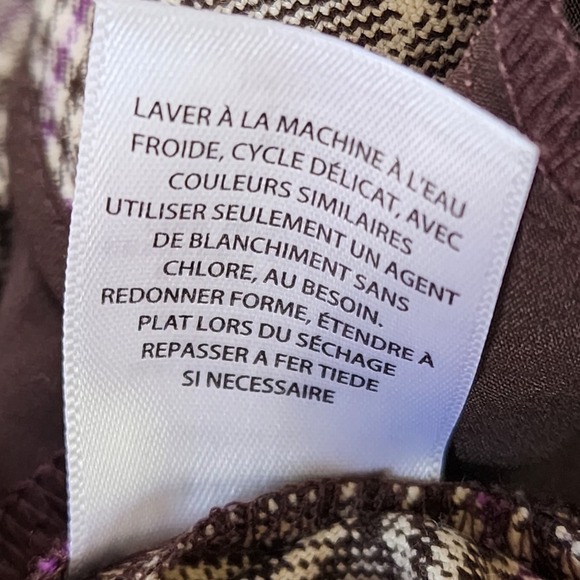 LAVER À LA MACHINE À L'EAU
FROIDE, CYCLE DÉLICAT, AVEC
COULEURS SIMILAIRES
UTILISER SEULEMENT UN AGENT
DE BLANCHIMENT SANS
CHLORE, AU BESOIN.
REDONNER FORME, ÉTENDRE À
PLAT LORS DU SÉCHAGE
REPASSER A FER TIEDE
SI NECESSAIRE